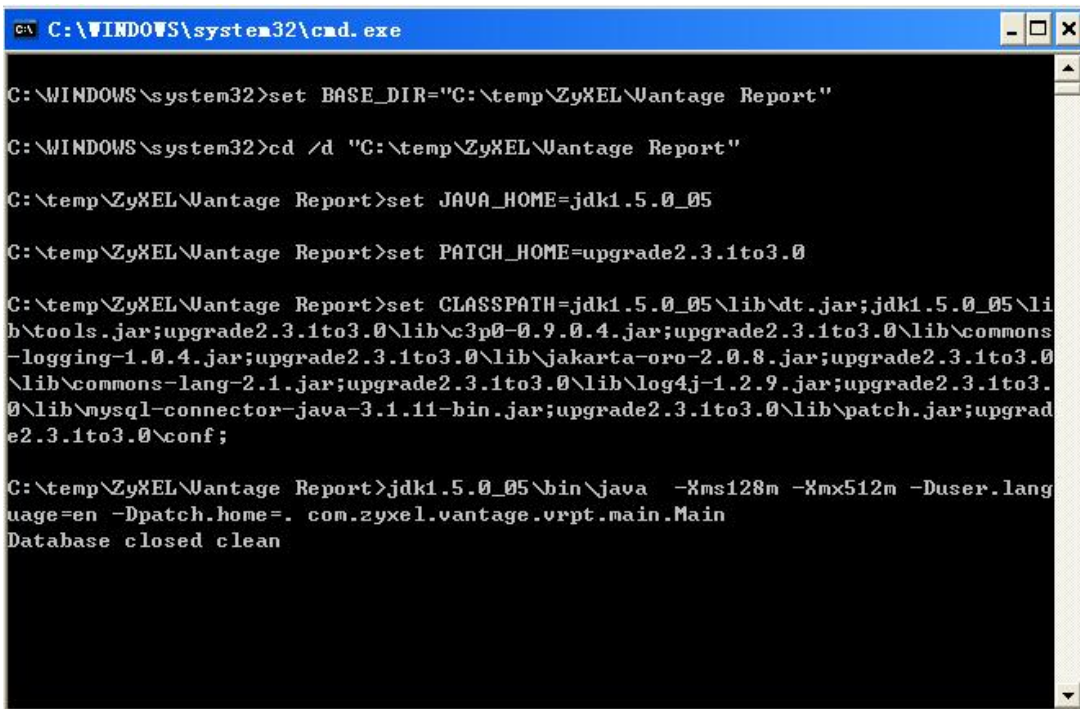 C:\WINDOWS\system32\cmd.exe
C:\WINDOWS\system32>set BASE_DIR="C:\temp\ZyXEL\Vantage Report"
C:\WINDOWS\system32>cd /d "C:\temp\ZyXEL\Vantage Report"
C:\temp\ZyXEL\Vantage Report>set JAVA_HOME=jdk1.5.0_05
C:\temp\ZyXEL\Vantage Report>set PATCH_HOME=upgrade2.3.1to3.0
C:\temp\ZyXEL\Vantage Report>set CLASSPATH=jdk1.5.0_05\lib\dt.jar;jdk1.5.0_05\li
b\tools.jar;upgrade2.3.1to3.0\lib\c3p0-0.9.0.4.jar;upgrade2.3.1to3.0\lib\commons
-logging-1.0.4.jar;upgrade2.3.1to3.0\lib\jakarta-oro-2.0.8.jar;upgrade2.3.1to3.0
\lib\commons-lang-2.1.jar;upgrade2.3.1to3.0\lib\log4j-1.2.9.jar;upgrade2.3.1to3.
0\lib\mysql-connector-java-3.1.11-bin.jar;upgrade2.3.1to3.0\lib\patch.jar;upgrad
e2.3.1to3.0\conf;
C:\temp\ZyXEL\Vantage Report>jdk1.5.0_05\bin\java  -Xms128m -Xmx512m -Duser.lang
uage=en -Dpatch.home=. com.zyxel.vantage.vrpt.main.Main
Database closed clean